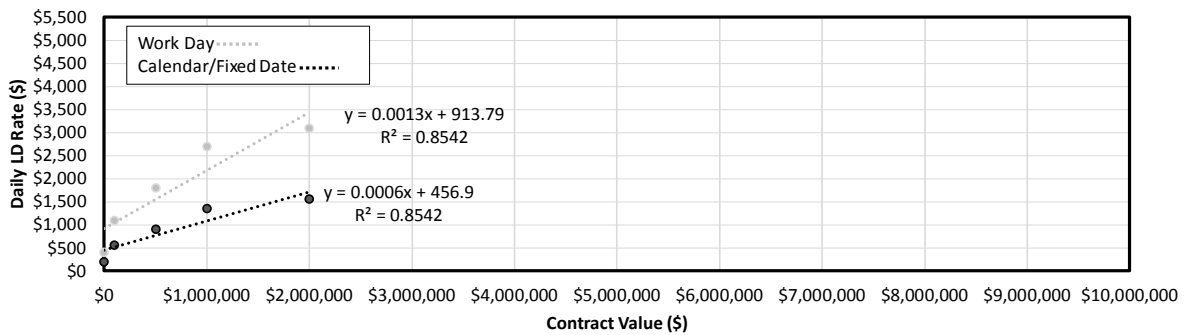 $5,500
$5,000
$4,500
$4,000
$3,500
$3,000
$2,500
$2,000
$1,500
$1,000
$500
$0
Daily LD Rate ($)
Work Day
Calendar/Fixed Date
y = 0.0013x + 913.79
R² = 0.8542
y = 0.0006x + 456.9
R² = 0.8542
$0 $1,000,000 $2,000,000 $3,000,000 $4,000,000 $5,000,000 $6,000,000 $7,000,000 $8,000,000 $9,000,000 $10,000,000
Contract Value ($)